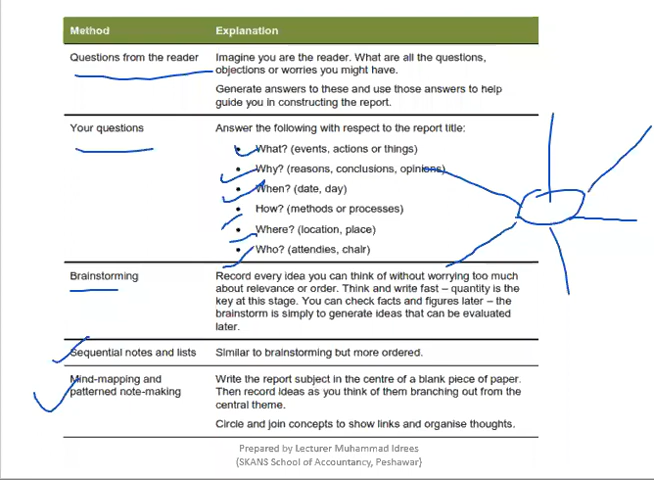 Method Explanation
Questions from the reader Imagine you are the reader. What are all the questions,
objections or worries you might have.
Generate answers to these and use those answers to help
guide you in constructing the report.
Your questions Answer the following with respect to the report title:
• What? (events, actions or things)
• Why? (reasons, conclusions, opinions)
• When? (date, day)
• How? (methods or processes)
• Where? (location, place)
• Who? (attendies, chair)
Brainstorming Record every idea you can think of without worrying too much
about relevance or order. Think and write fast – quantity is the
key at this stage. You can check facts and figures later – the
brainstorm is simply to generate ideas that can be evaluated
later.
Sequential notes and lists Similar to brainstorming but more ordered.
Mind-mapping and Write the report subject in the centre of a blank piece of paper.
patterned note-making Then record ideas as you think of them branching out from the
central theme.
Circle and join concepts to show links and organise thoughts.
Prepared by Lecturer Muhammad Idrees
(SKANS School of Accountancy, Peshawar}